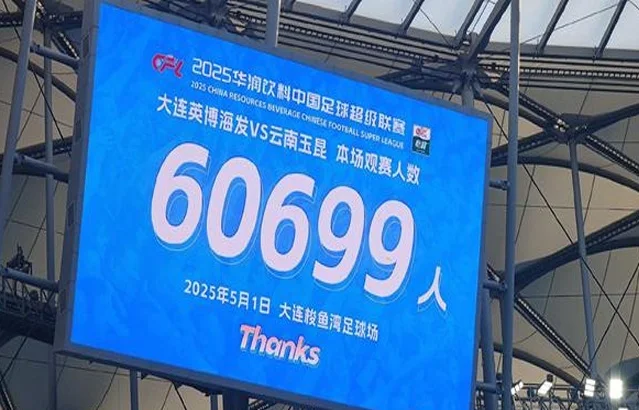 CFL 2025华润饮料中国足球超级联赛
2025 CHINA RESOURCES BEVERAGE CHINESE FOOTBALL SUPER LEAGUE
大连英博海发VS云南玉昆 本场观赛人数
60699人
2025年5月1日 大连梭鱼湾足球场
Thanks